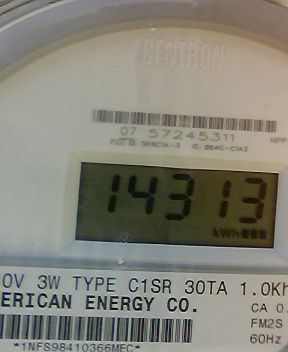 CENTRON
07 57245311
14313
kWh
0V 3W TYPE C1SR 30TA 1.0Kh
ERICAN ENERGY CO.
CA 0.
FM2S
60Hz
*1NFS98410366MEC*